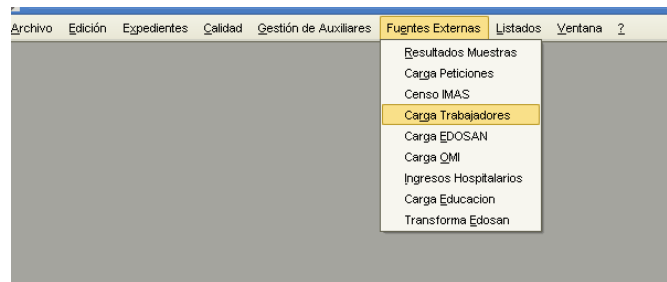 Archivo Edición Expedientes Calidad Gestión de Auxiliares Fuentes Externas Listados Ventana ?
Resultados Muestras
Carga Peticiones
Censo IMAS
Carga Trabajadores
Carga EDOSAN
Carga OMI
Ingresos Hospitalarios
Carga Educacion
Transforma Edosan